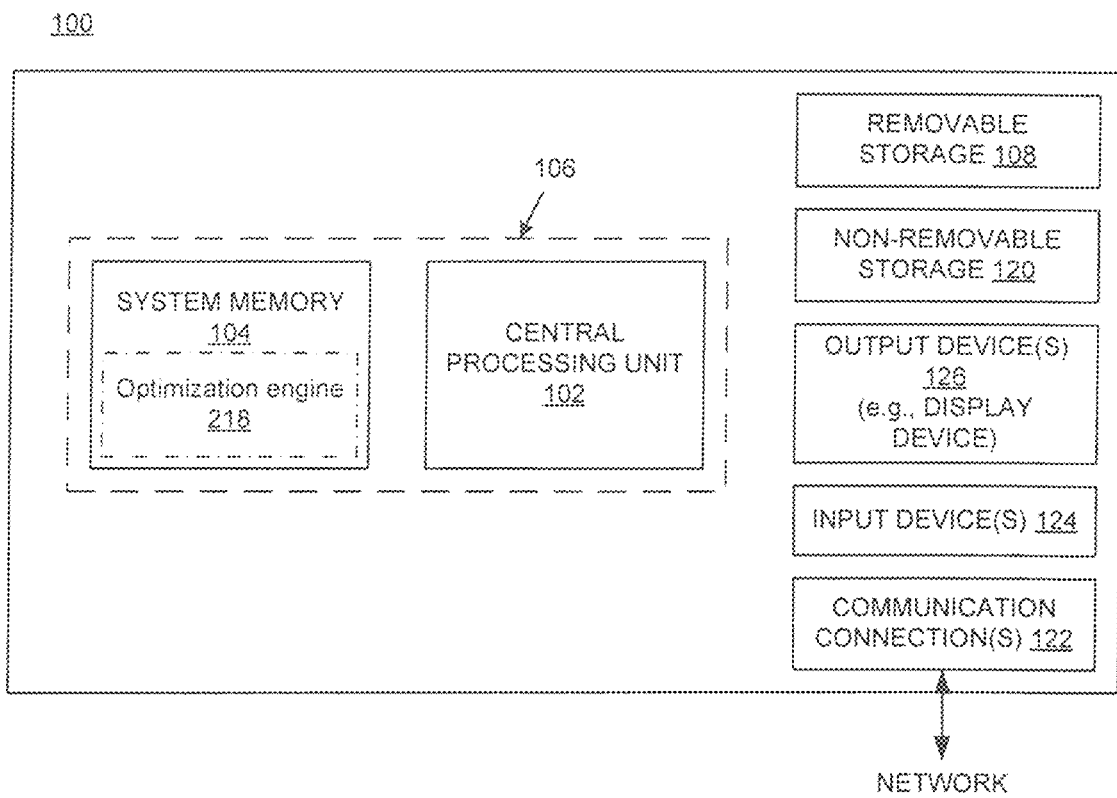 100
106
REMOVABLE
STORAGE 108
NON-REMOVABLE
STORAGE 120
SYSTEM MEMORY
104
Optimization engine
218
CENTRAL
PROCESSING UNIT
102
OUTPUT DEVICE(S)
126
(e.g., DISPLAY
DEVICE)
INPUT DEVICE(S) 124
COMMUNICATION
CONNECTION(S) 122
NETWORK